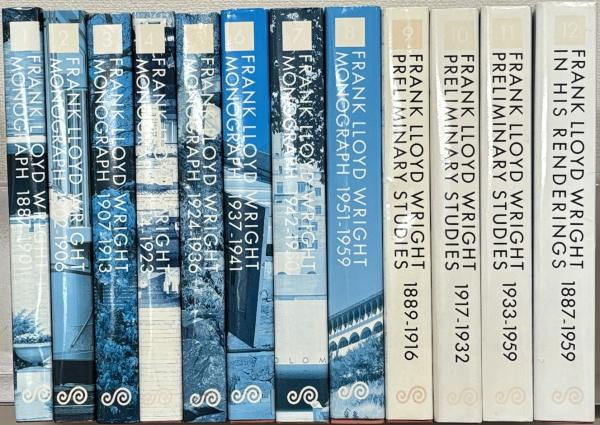 1
FRANK LLOYD WRIGHT
MONOGRAPH 1887-1901
2
FRANK LLOYD WRIGHT
MONOGRAPH 1902-1906
3
FRANK LLOYD WRIGHT
MONOGRAPH 1907-1913
4
FRANK LLOYD WRIGHT
MONOGRAPH 1914-1923
5
FRANK LLOYD WRIGHT
MONOGRAPH 1924-1936
6
FRANK LLOYD WRIGHT
MONOGRAPH 1937-1941
7
FRANK LLOYD WRIGHT
MONOGRAPH 1942-1950
8
FRANK LLOYD WRIGHT
MONOGRAPH 1951-1959
9
FRANK LLOYD WRIGHT
PRELIMINARY STUDIES 1889-1916
10
FRANK LLOYD WRIGHT
PRELIMINARY STUDIES 1917-1932
11
FRANK LLOYD WRIGHT
PRELIMINARY STUDIES 1933-1959
12
FRANK LLOYD WRIGHT
IN HIS RENDERINGS 1887-1959